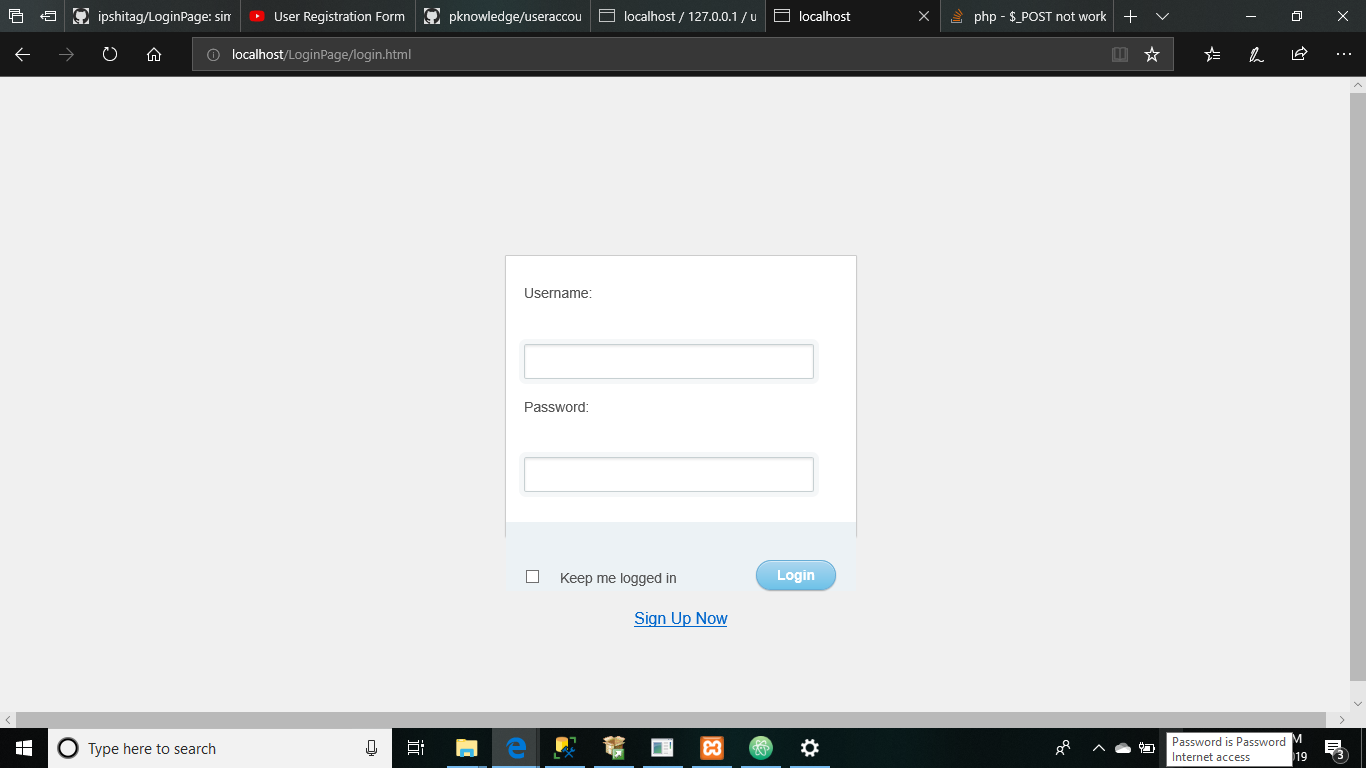 ipshitag/LoginPage: sim
User Registration Form
pknowledge/useraccou
localhost / 127.0.0.1 / u
localhost
php - $_POST not work
localhost/LoginPage/login.html
Username:
Password:
Keep me logged in
Login
Sign Up Now
Type here to search
Password is Password
Internet access
M
19
3